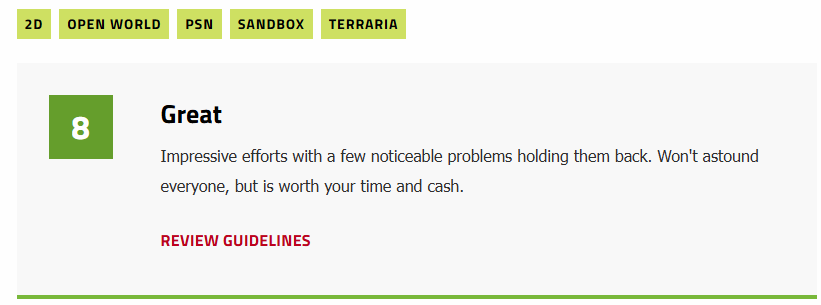 2D OPEN WORLD PSN SANDBOX TERRARIA
8
Great
Impressive efforts with a few noticeable problems holding them back. Won't astound
everyone, but is worth your time and cash.
REVIEW GUIDELINES